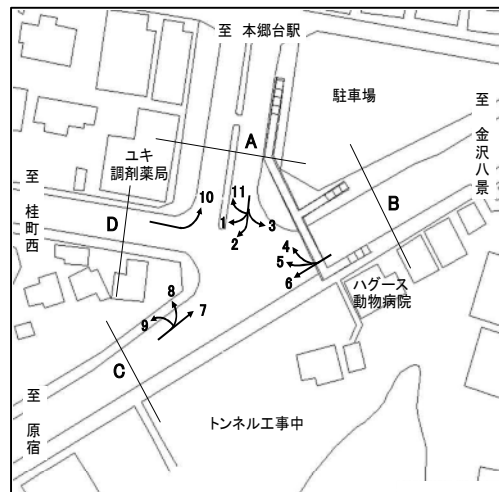 至 本郷台駅
駐車場
至 金沢八景
A
ユキ
調剤薬局
至 桂町西
10
11
D
1
3
2
B
4
5
6
ハグース
動物病院
8
7
9
C
至 原宿
トンネル工事中